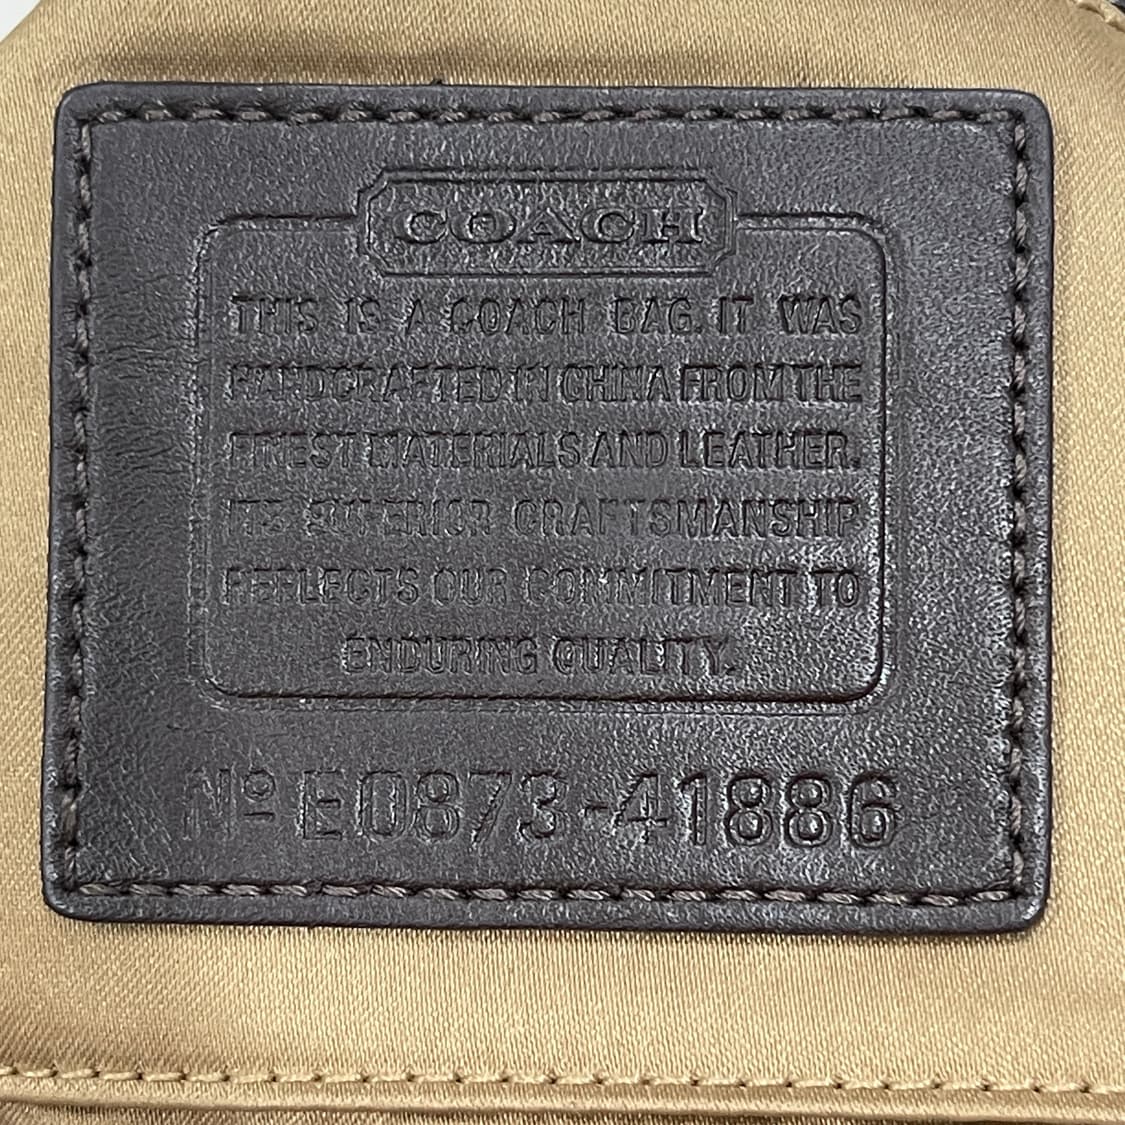 COACH
THIS IS A COACH BAG. IT WAS
HANDCRAFTED IN CHINA FROM THE
FINEST MATERIALS AND LEATHER.
ITS SUPERIOR CRAFTSMANSHIP
REFLECTS OUR COMMITMENT TO
ENDURING QUALITY.
Nº E0873-41886